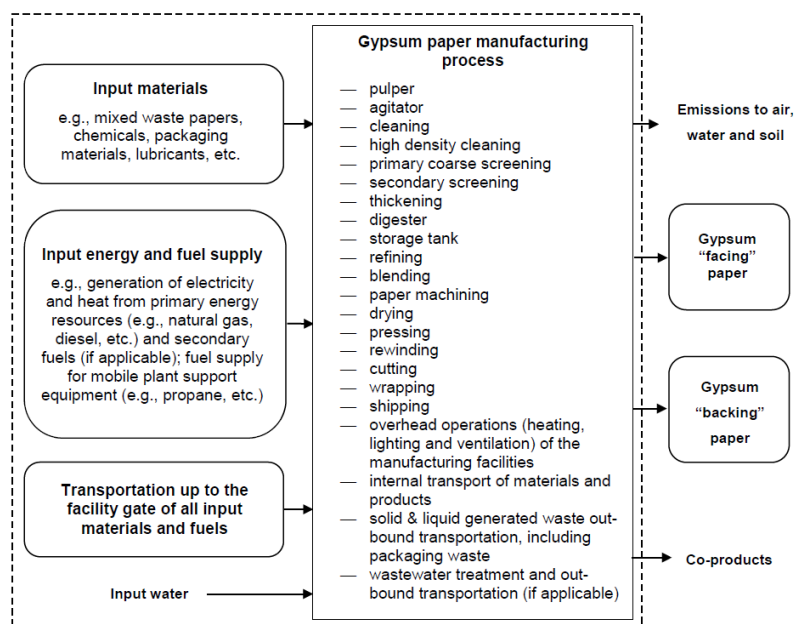 Input materials
e.g., mixed waste papers,
chemicals, packaging
materials, lubricants, etc.
Input energy and fuel supply
e.g., generation of electricity
and heat from primary energy
resources (e.g., natural gas,
diesel, etc.) and secondary
fuels (if applicable); fuel supply
for mobile plant support
equipment (e.g., propane, etc.)
Transportation up to the
facility gate of all input
materials and fuels
Input water
Gypsum paper manufacturing
process
— pulper
— agitator
— cleaning
— high density cleaning
— primary coarse screening
— secondary screening
— thickening
— digester
— storage tank
— refining
— blending
— paper machining
— drying
— pressing
— rewinding
— cutting
— wrapping
— shipping
— overhead operations (heating,
lighting and ventilation) of the
manufacturing facilities
— internal transport of materials and
products
— solid & liquid generated waste out-
bound transportation, including
packaging waste
— wastewater treatment and out-
bound transportation (if applicable)
Emissions to air,
water and soil
Gypsum
“facing”
paper
Gypsum
“backing”
paper
Co-products